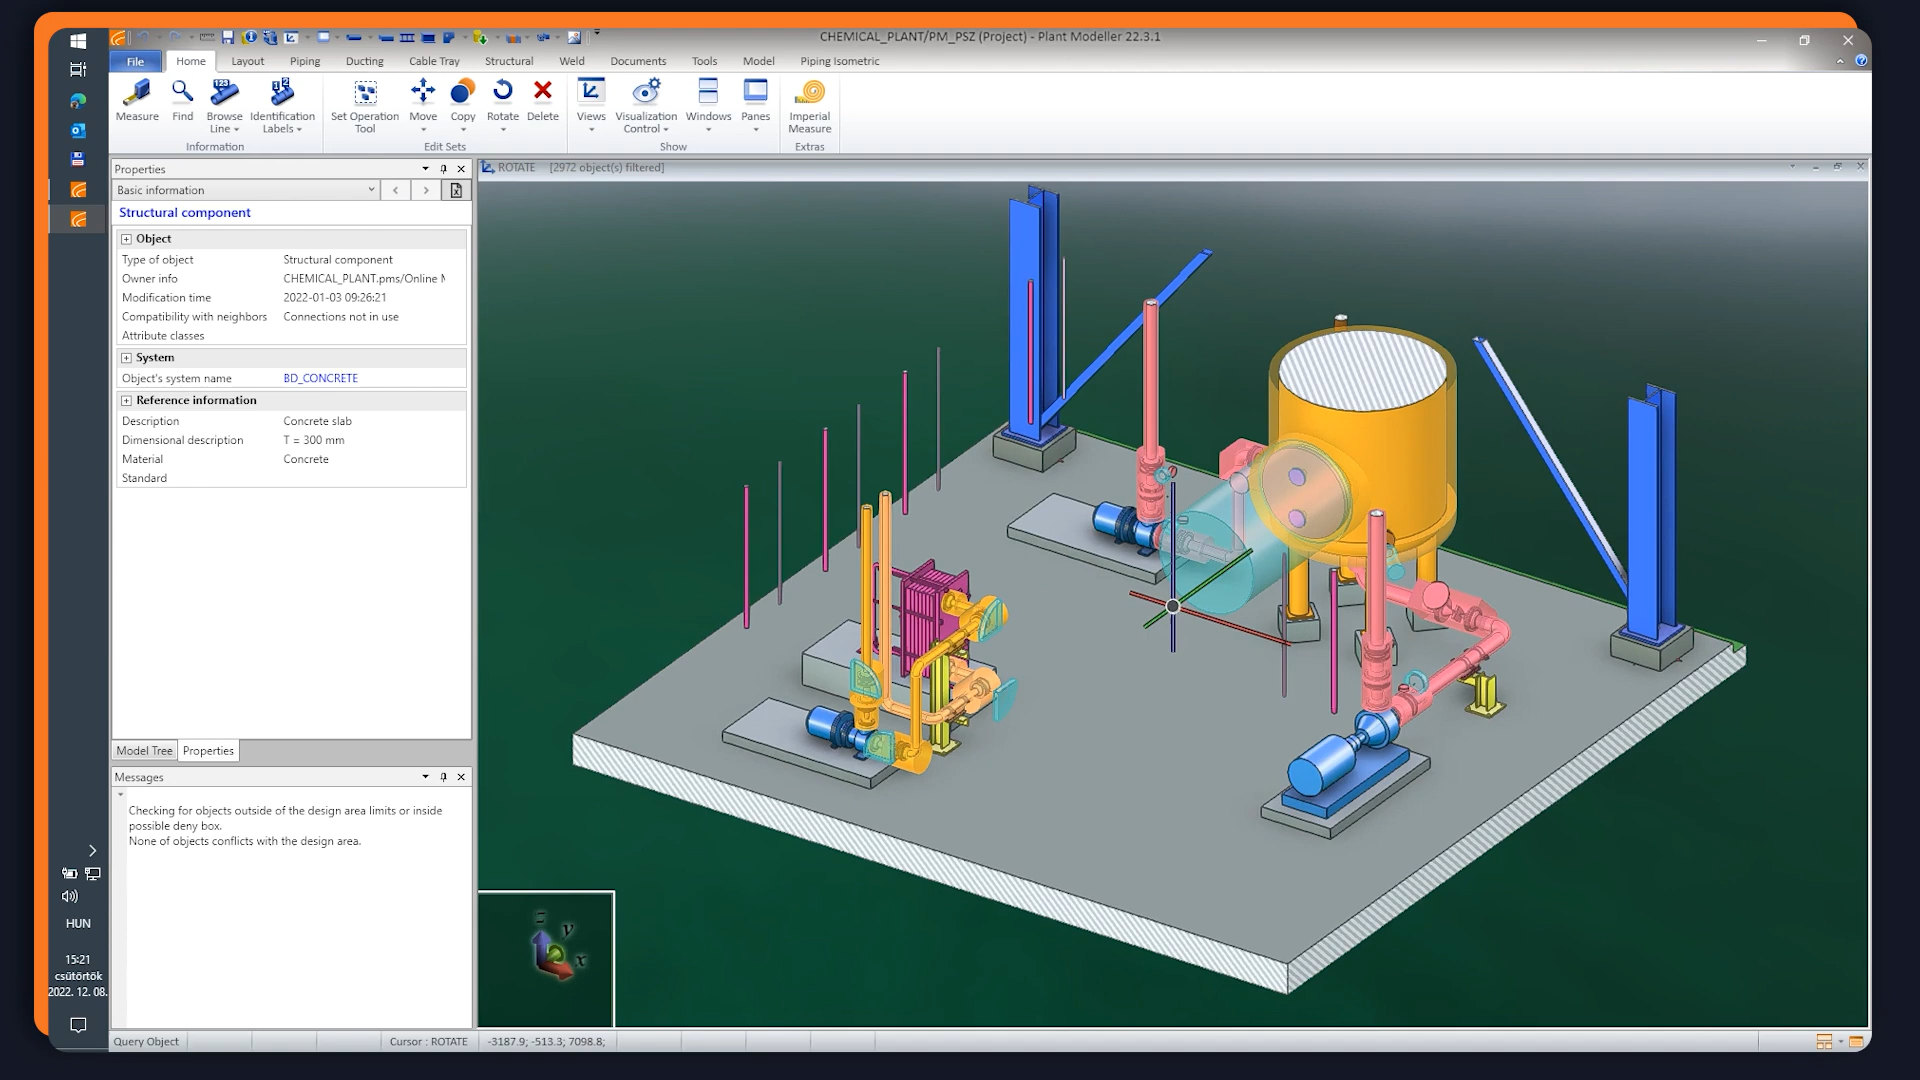 CHEMICAL_PLANT/PM_PSZ (Project) - Plant Modeller 22.3.1
File
Home
Layout
Piping
Ducting
Cable Tray
Structural
Weld
Documents
Tools
Model
Piping Isometric
Measure
Find
Browse
Line
Identification
Labels
Set Operation
Tool
Move
Copy
Rotate
Delete
Views
Visualization
Control
Windows
Panes
Imperial
Measure
Information
Edit Sets
Show
Extras
Properties
Basic information
Structural component
Object
Type of object Structural component
Owner info CHEMICAL_PLANT.pms/Online
Modification time 2022-01-03 09:26:21
Compatibility with neighbors Connections not in use
Attribute classes
System
Object's system name BD_CONCRETE
Reference information
Description Concrete slab
Dimensional description T = 300 mm
Material Concrete
Standard
Model Tree
Properties
Messages
Checking for objects outside of the design area limits or inside
possible deny box.
None of objects conflicts with the design area.
ROTATE [2972 object(s) filtered]
z
y
x
HUN
15:21
csütörtök
2022. 12. 08.
Query Object
Cursor : ROTATE
-3187.9; -513.3; 7098.8;